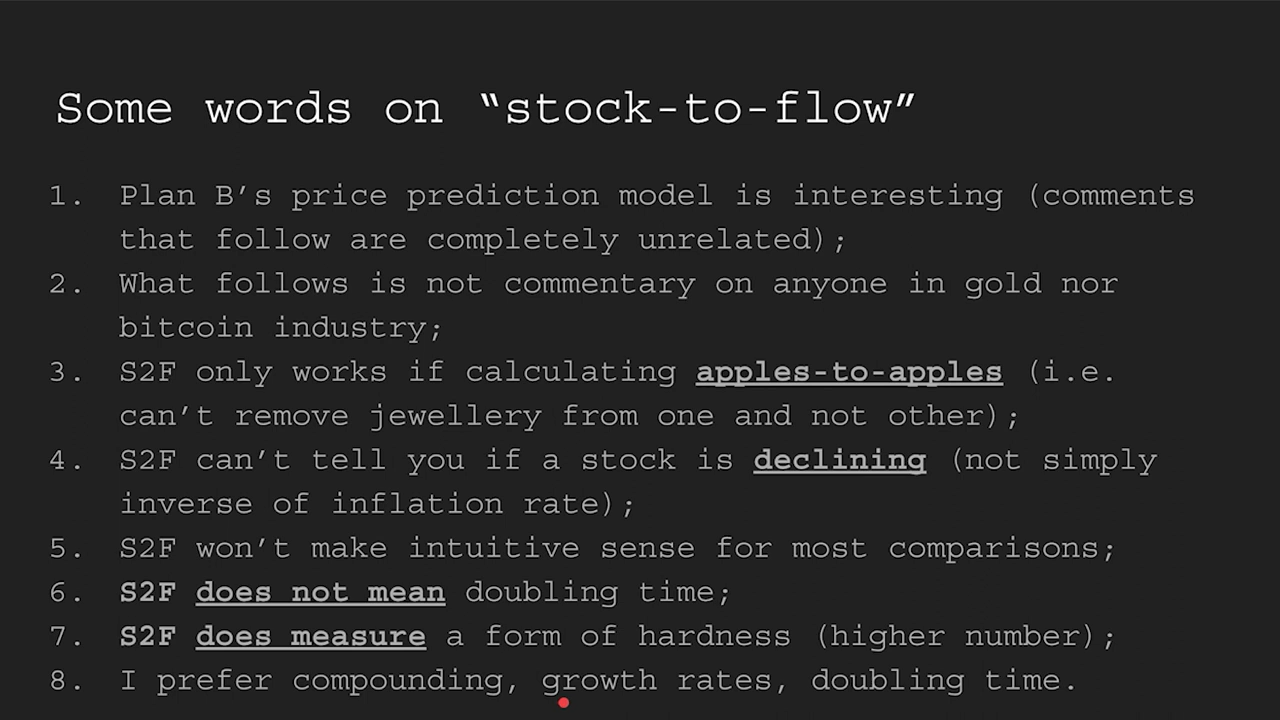 Some words on “stock-to-flow”
1. Plan B’s price prediction model is interesting (comments
that follow are completely unrelated);
2. What follows is not commentary on anyone in gold nor
bitcoin industry;
3. S2F only works if calculating apples-to-apples (i.e.
can’t remove jewellery from one and not other);
4. S2F can’t tell you if a stock is declining (not simply
inverse of inflation rate);
5. S2F won’t make intuitive sense for most comparisons;
6. S2F does not mean doubling time;
7. S2F does measure a form of hardness (higher number);
8. I prefer compounding, growth rates, doubling time.